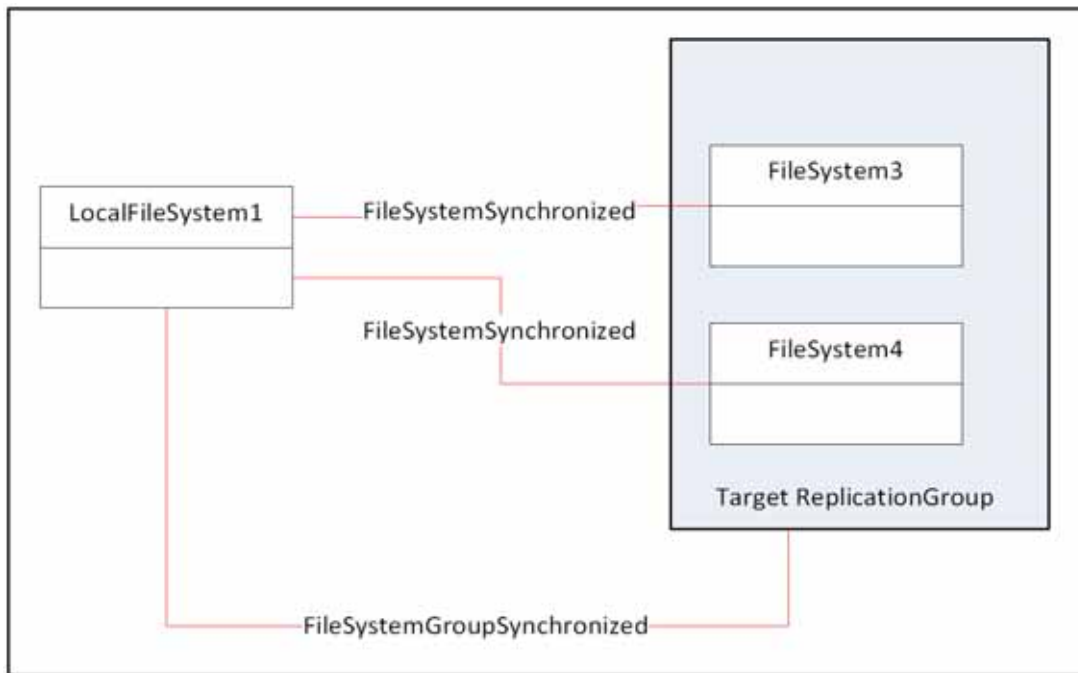 FileSystem3
LocalFileSystem1
FileSystemSynchronized
FileSystemSynchronized
FileSystem4
Target ReplicationGroup
FileSystemGroupSynchronized